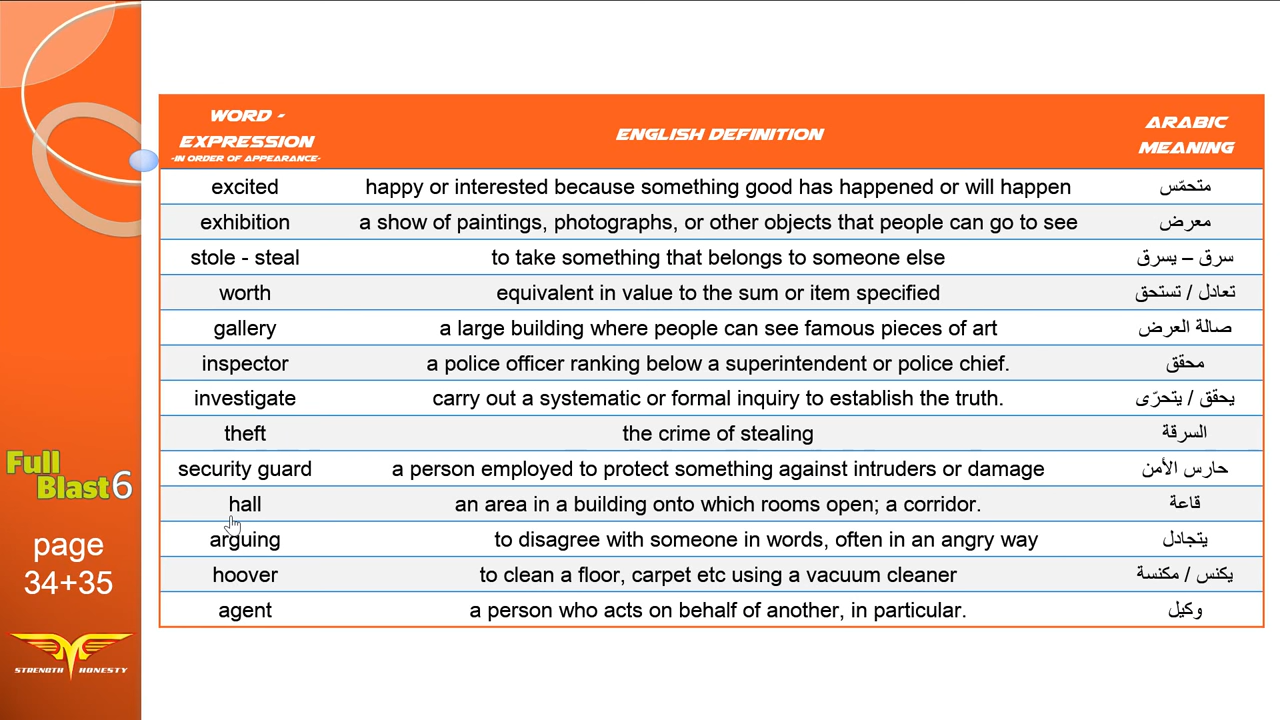 WORD - EXPRESSION
-IN ORDER OF APPEARANCE-
ENGLISH DEFINITION
ARABIC MEANING
excited happy or interested because something good has happened or will happen متحمّس
exhibition a show of paintings, photographs, or other objects that people can go to see معرض
stole - steal to take something that belongs to someone else سرق – يسرق
worth equivalent in value to the sum or item specified تعادل / تستحق
gallery a large building where people can see famous pieces of art صالة العرض
inspector a police officer ranking below a superintendent or police chief. محقق
investigate carry out a systematic or formal inquiry to establish the truth. يحقق / يتحرّى
theft the crime of stealing السرقة
security guard a person employed to protect something against intruders or damage حارس الأمن
hall an area in a building onto which rooms open; a corridor. قاعة
arguing to disagree with someone in words, often in an angry way يتجادل
hoover to clean a floor, carpet etc using a vacuum cleaner يكنس / مكنسة
agent a person who acts on behalf of another, in particular. وكيل
Full
Blast 6
page
34+35
STRENGTH HONESTY